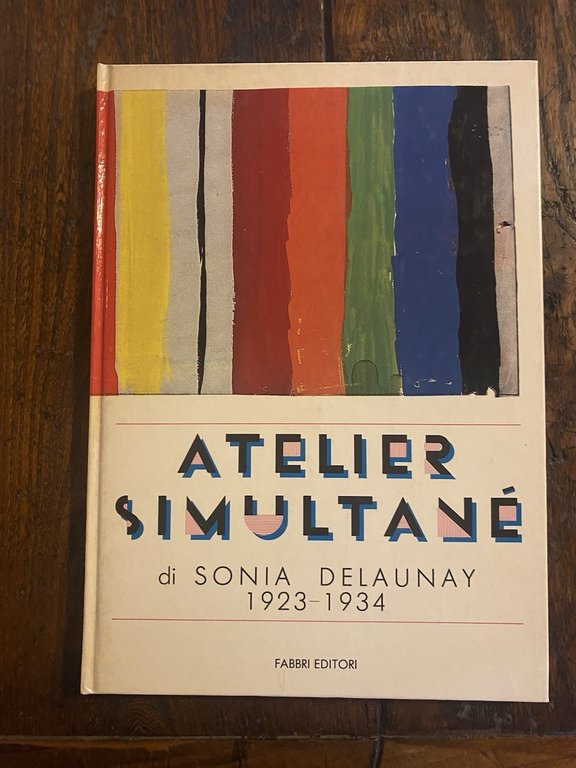 ATELIER
SIMULTANÉ
di SONIA DELAUNAY
1923-1934
FABBRI EDITORI